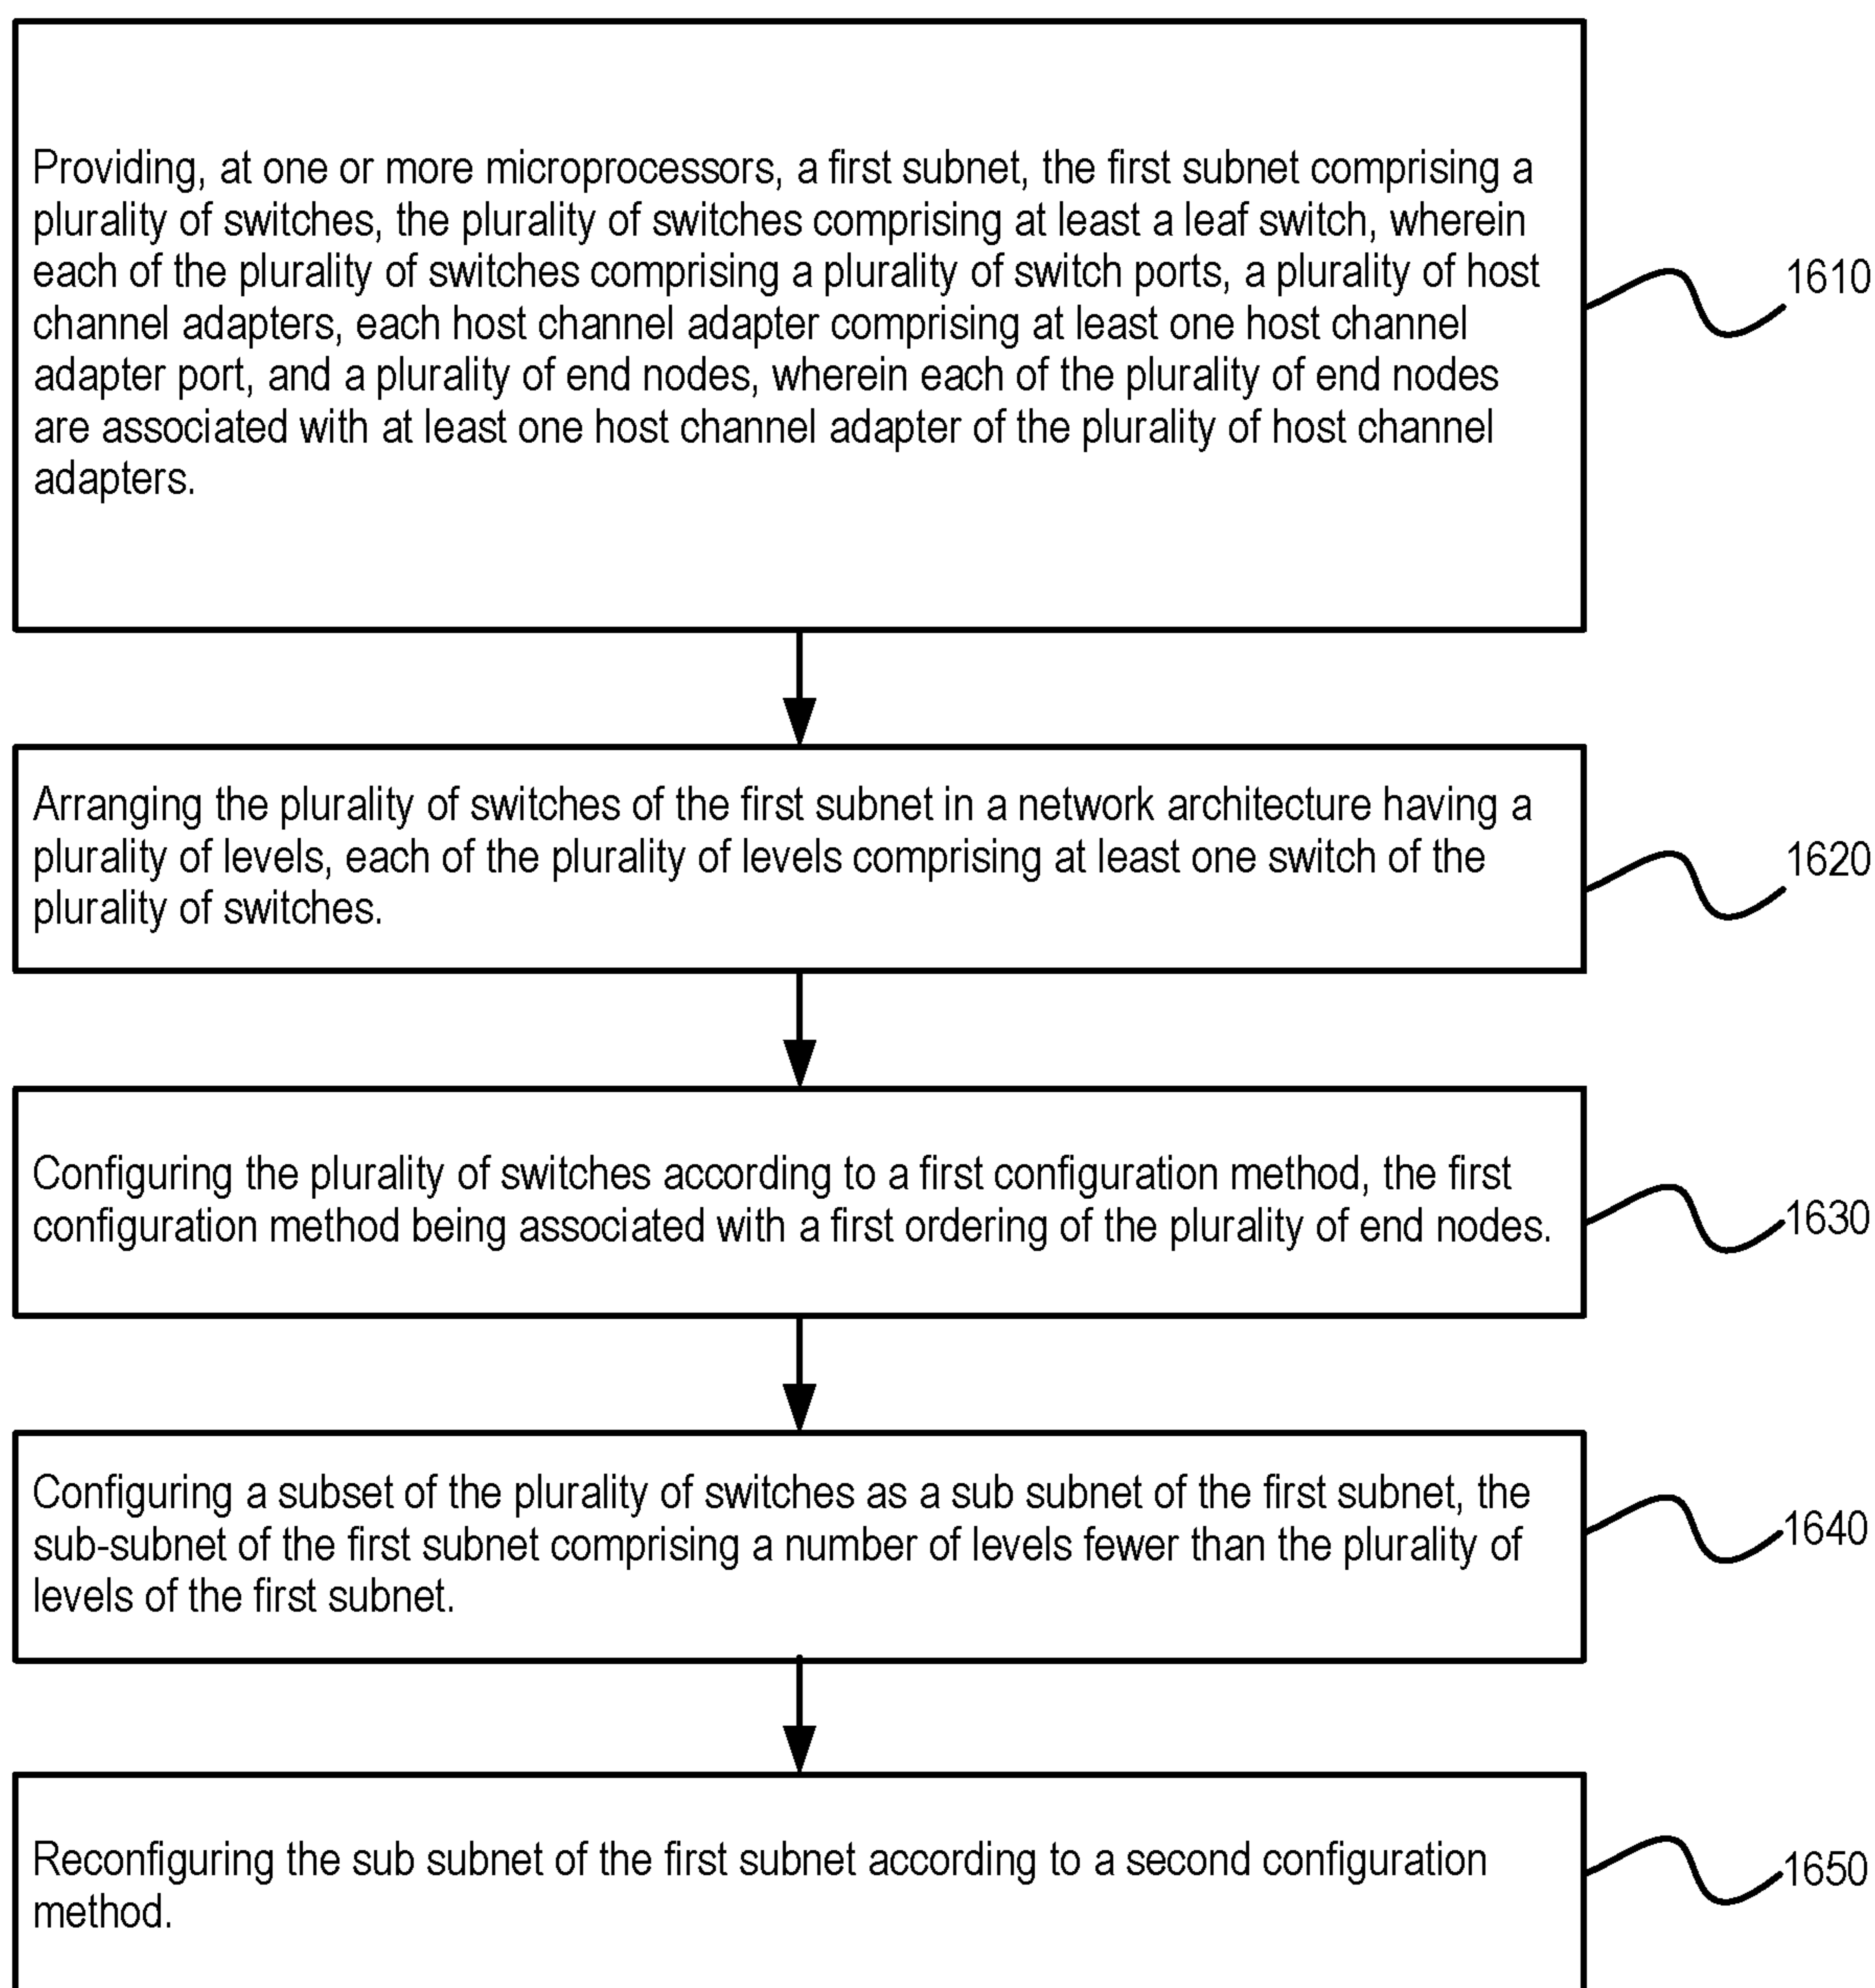 Providing, at one or more microprocessors, a first subnet, the first subnet comprising a
plurality of switches, the plurality of switches comprising at least a leaf switch, wherein
each of the plurality of switches comprising a plurality of switch ports, a plurality of host
channel adapters, each host channel adapter comprising at least one host channel
adapter port, and a plurality of end nodes, wherein each of the plurality of end nodes
are associated with at least one host channel adapter of the plurality of host channel
adapters.
1610
Arranging the plurality of switches of the first subnet in a network architecture having a
plurality of levels, each of the plurality of levels comprising at least one switch of the
plurality of switches.
1620
Configuring the plurality of switches according to a first configuration method, the first
configuration method being associated with a first ordering of the plurality of end nodes.
1630
Configuring a subset of the plurality of switches as a sub subnet of the first subnet, the
sub-subnet of the first subnet comprising a number of levels fewer than the plurality of
levels of the first subnet.
1640
Reconfiguring the sub subnet of the first subnet according to a second configuration
method.
1650